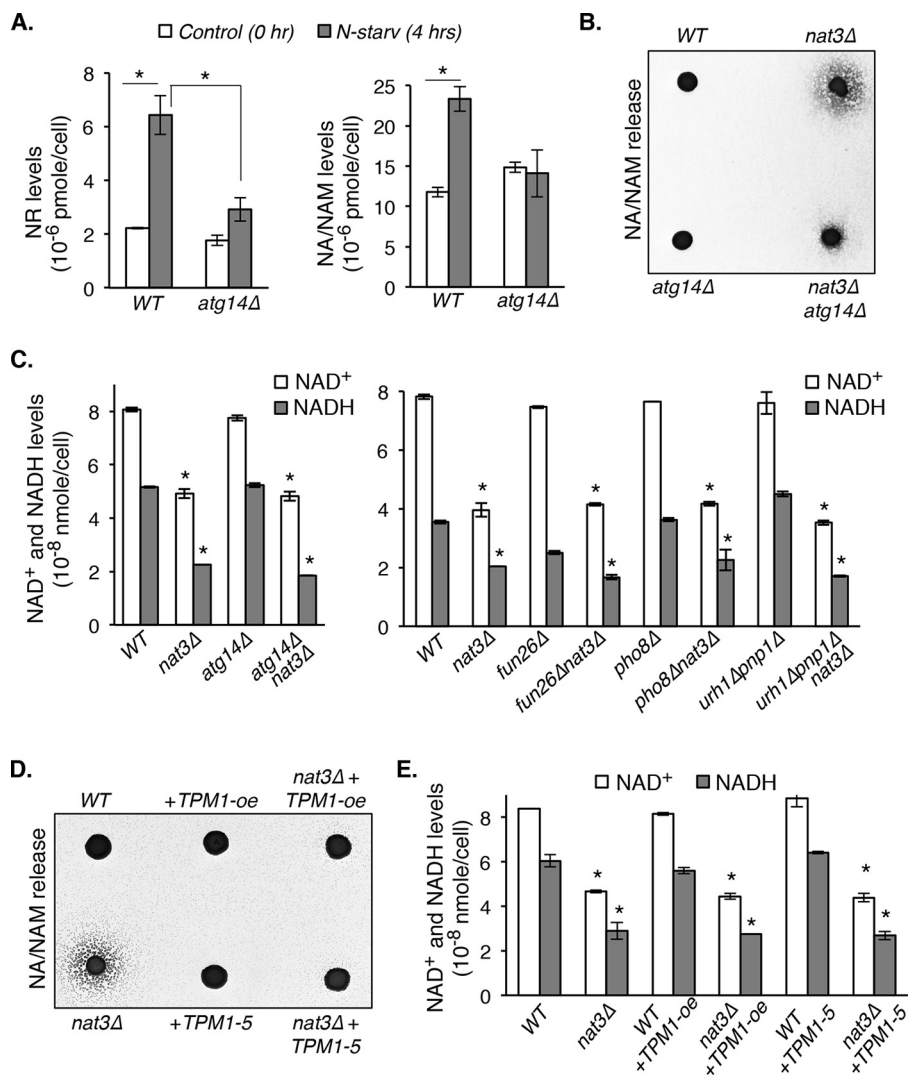 A.
Control (0 hr) N-starv (4 hrs)
NR levels
(10-6 pmole/cell)
8
6
4
2
0
*
*
WT atg14Δ
NA/NAM levels
(10-6 pmole/cell)
25
20
15
10
5
0
*
WT atg14Δ
B.
WT nat3Δ
NA/NAM release
atg14Δ nat3Δ
atg14Δ
C.
NAD+ and NADH levels
(10-8 nmole/cell)
NAD+
NADH
8
6
4
2
0
* * * *
WT nat3Δ atg14Δ atg14Δ
nat3Δ
NAD+
NADH
8
6
4
2
0
* * * * * * * *
WT nat3Δ fun26Δ fun26Δnat3Δ pho8Δ pho8Δnat3Δ urh1Δpnp1Δ urh1Δpnp1Δ
nat3Δ
D.
WT +TPM1-oe nat3Δ +
TPM1-oe
NA/NAM release
nat3Δ +TPM1-5 nat3Δ +
TPM1-5
E.
NAD+ NADH
NAD+ and NADH levels
(10-8 nmole/cell)
8
6
4
2
0
* * * * * *
WT nat3Δ WT
+TPM1-oe nat3Δ
+TPM1-oe WT
+TPM1-5 nat3Δ
+TPM1-5